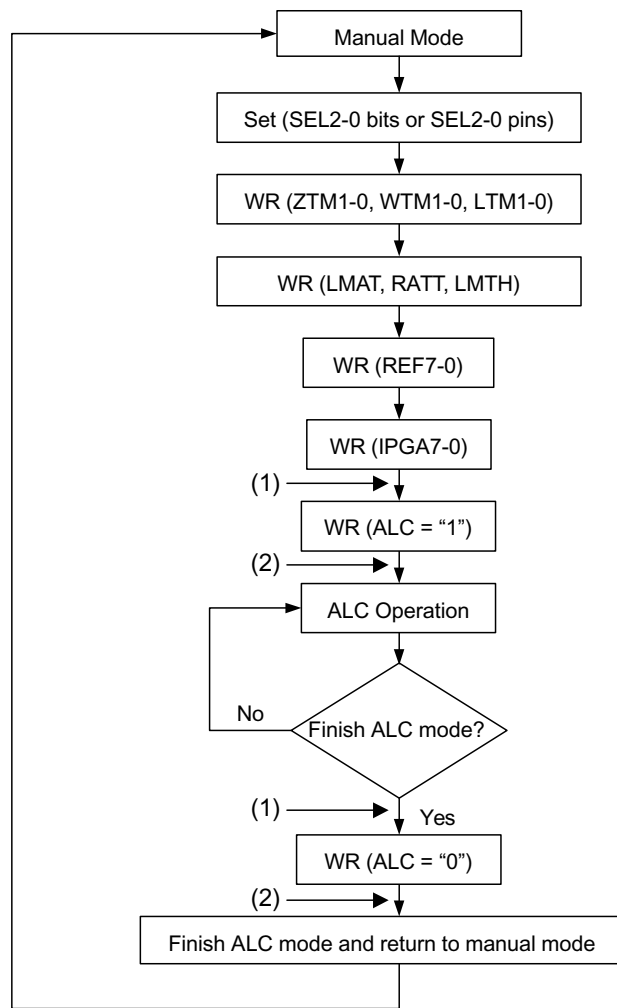 Manual Mode
Set (SEL2-0 bits or SEL2-0 pins)
WR (ZTM1-0, WTM1-0, LTM1-0)
WR (LMAT, RATT, LMTH)
WR (REF7-0)
WR (IPGA7-0)
(1)
WR (ALC = “1”)
(2)
ALC Operation
No
Finish ALC mode?
(1)
Yes
WR (ALC = “0”)
(2)
Finish ALC mode and return to manual mode